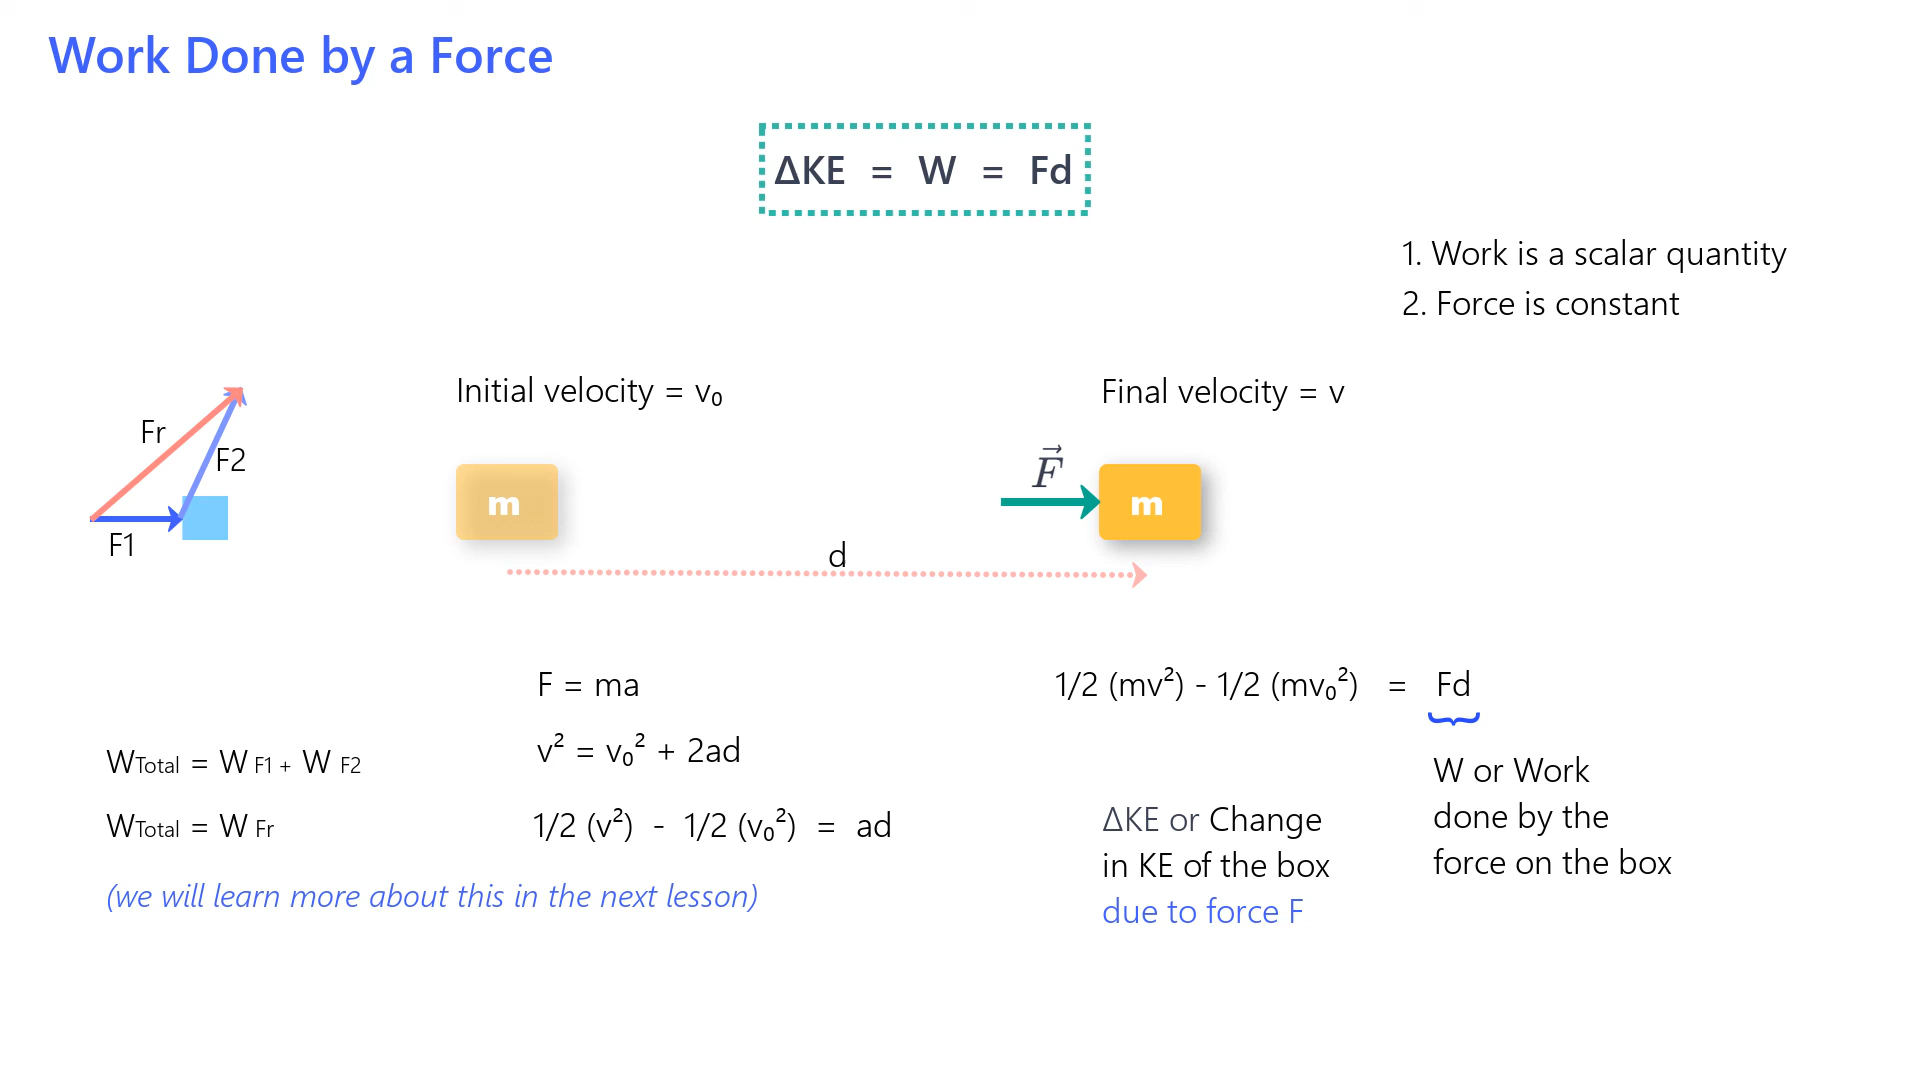 Work Done by a Force
ΔKE = W = Fd
1. Work is a scalar quantity
2. Force is constant
Initial velocity = v₀
Final velocity = v
Fr
F2
F1
m
F⃗
m
d
F = ma
v² = v₀² + 2ad
1/2 (v²) - 1/2 (v₀²) = ad
1/2 (mv²) - 1/2 (mv₀²) = Fd
WTotal = W F1 + W F2
WTotal = W Fr
(we will learn more about this in the next lesson)
ΔKE or Change
in KE of the box
due to force F
W or Work
done by the
force on the box